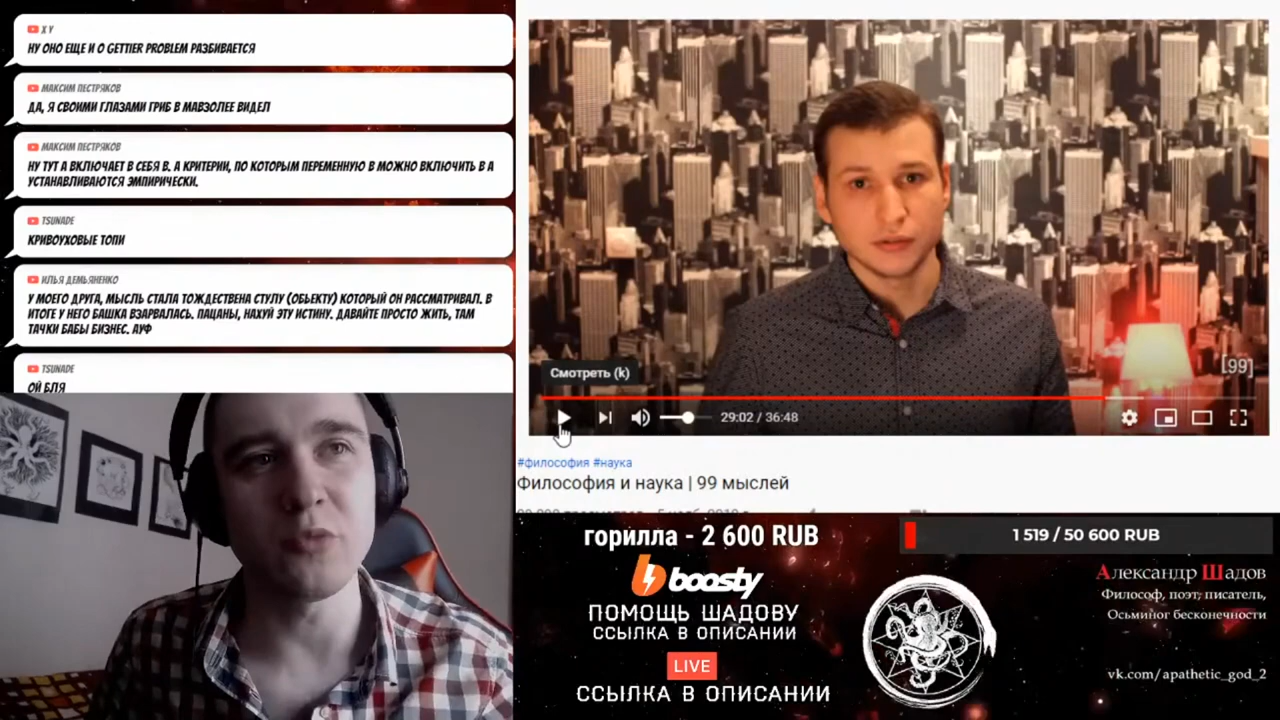 X Y
НУ ОНО ЕЩЕ И О GETTIER PROBLEM РАЗБИВАЕТСЯ
МАКСИМ ПЕСТРЯКОВ
ДА, Я СВОИМИ ГЛАЗАМИ ГРИБ В МАВЗОЛЕЕ ВИДЕЛ
МАКСИМ ПЕСТРЯКОВ
НУ ТУТ А ВКЛЮЧАЕТ В СЕБЯ В. А КРИТЕРИИ, ПО КОТОРЫМ ПЕРЕМЕННУЮ В МОЖНО ВКЛЮЧИТЬ В А
УСТАНАВЛИВАЮТСЯ ЭМПИРИЧЕСКИ.
TSUNADE
КРИВОУХОВЫЕ ТОПИ
ИЛЬЯ ДЕМЬЯНЕНКО
У МОЕГО ДРУГА, МЫСЛЬ СТАЛА ТОЖДЕСТВЕНА СТУЛУ (ОБЬЕКТУ) КОТОРЫЙ ОН РАССМАТРИВАЛ. В
ИТОГЕ У НЕГО БАШКА ВЗАРВАЛАСЬ. ПАЦАНЫ, НАХУЙ ЭТУ ИСТИНУ. ДАВАЙТЕ ПРОСТО ЖИТЬ, ТАМ
ТАЧКИ БАБЫ БИЗНЕС. АУФ
TSUNADE
ОЙ БЛЯ
[99]
Смотреть (k)
29:02 / 36:48
#философия #наука
Философия и наука | 99 мыслей
горилла - 2 600 RUB
boosty
ПОМОЩЬ ШАДОВУ
ССЫЛКА В ОПИСАНИИ
LIVE
ССЫЛКА В ОПИСАНИИ
1 519 / 50 600 RUB
Александр Шадов
Философ, поэт, писатель,
Осьминог бесконечности
vk.com/apathetic_god_2